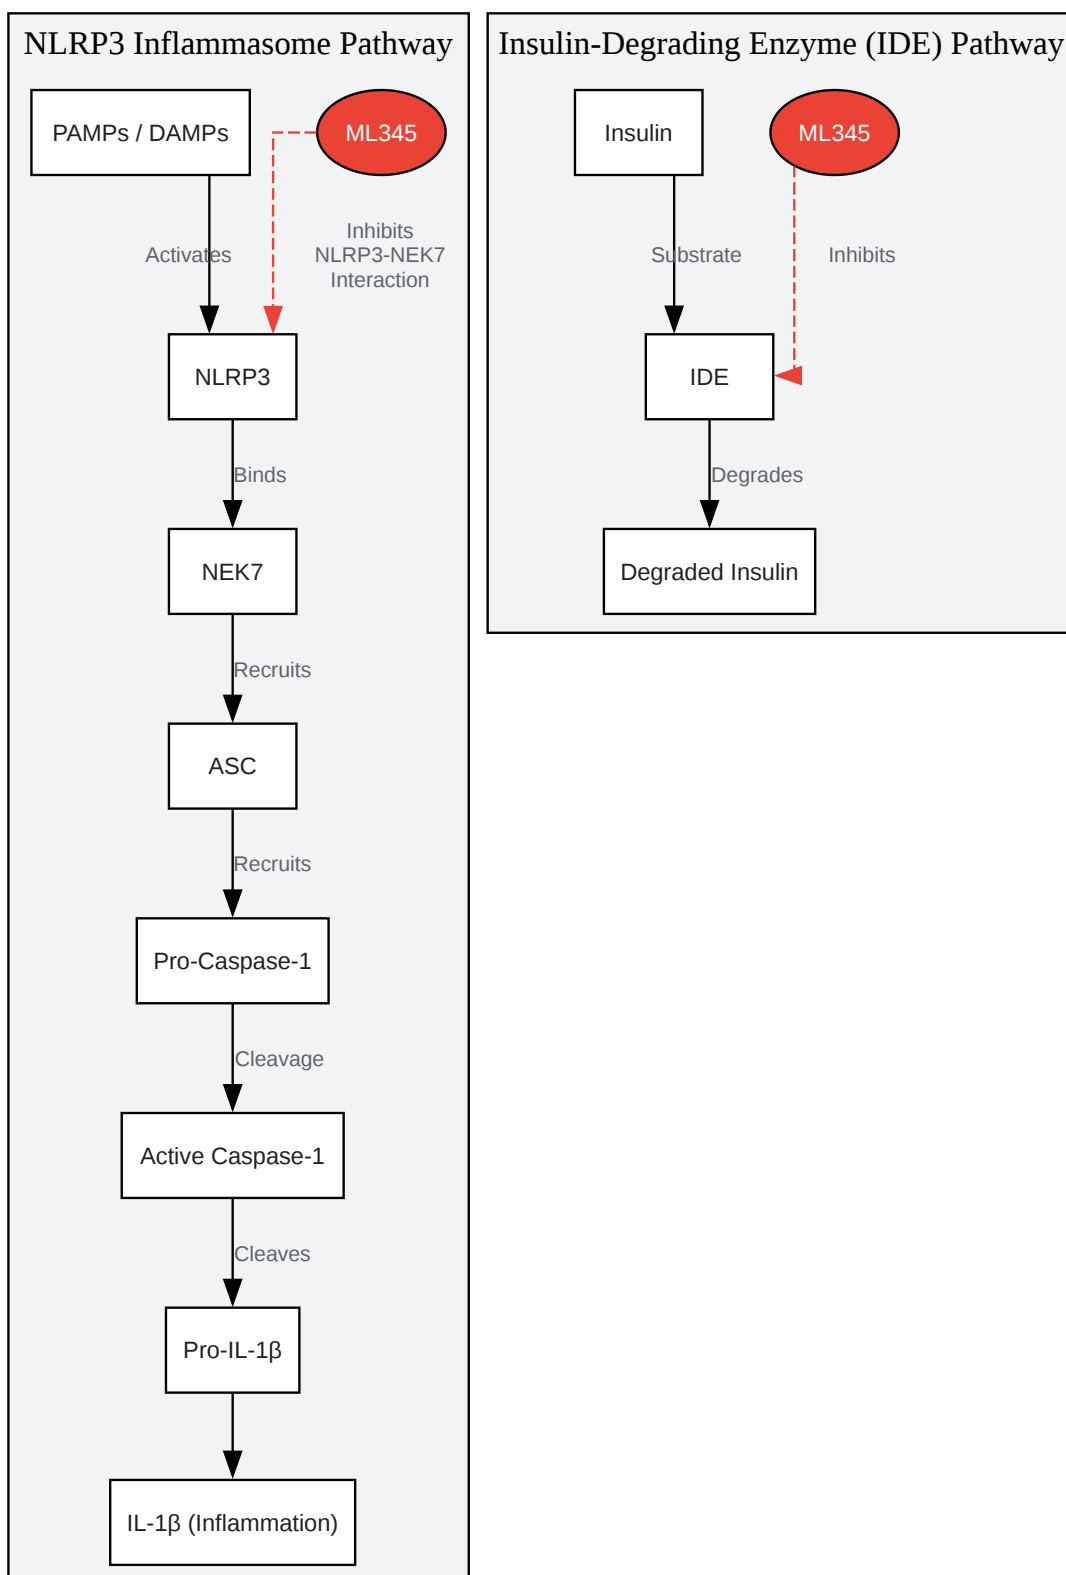 NLRP3 Inflammasome Pathway
PAMPs / DAMPs
ML345
Activates
Inhibits
NLRP3-NEK7
Interaction
NLRP3
Binds
NEK7
Recruits
ASC
Recruits
Pro-Caspase-1
Cleavage
Active Caspase-1
Cleaves
Pro-IL-1β
IL-1β (Inflammation)
Insulin-Degrading Enzyme (IDE) Pathway
Insulin
ML345
Substrate
Inhibits
IDE
Degrades
Degraded Insulin